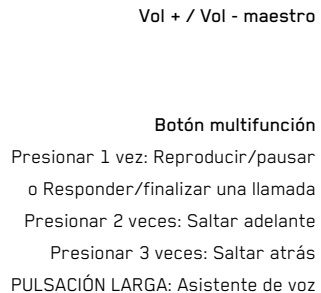 Vol + / Vol - maestro
Botón multifunción
Presionar 1 vez: Reproducir/pausar
o Responder/finalizar una llamada
Presionar 2 veces: Saltar adelante
Presionar 3 veces: Saltar atrás
PULSACIÓN LARGA: Asistente de voz